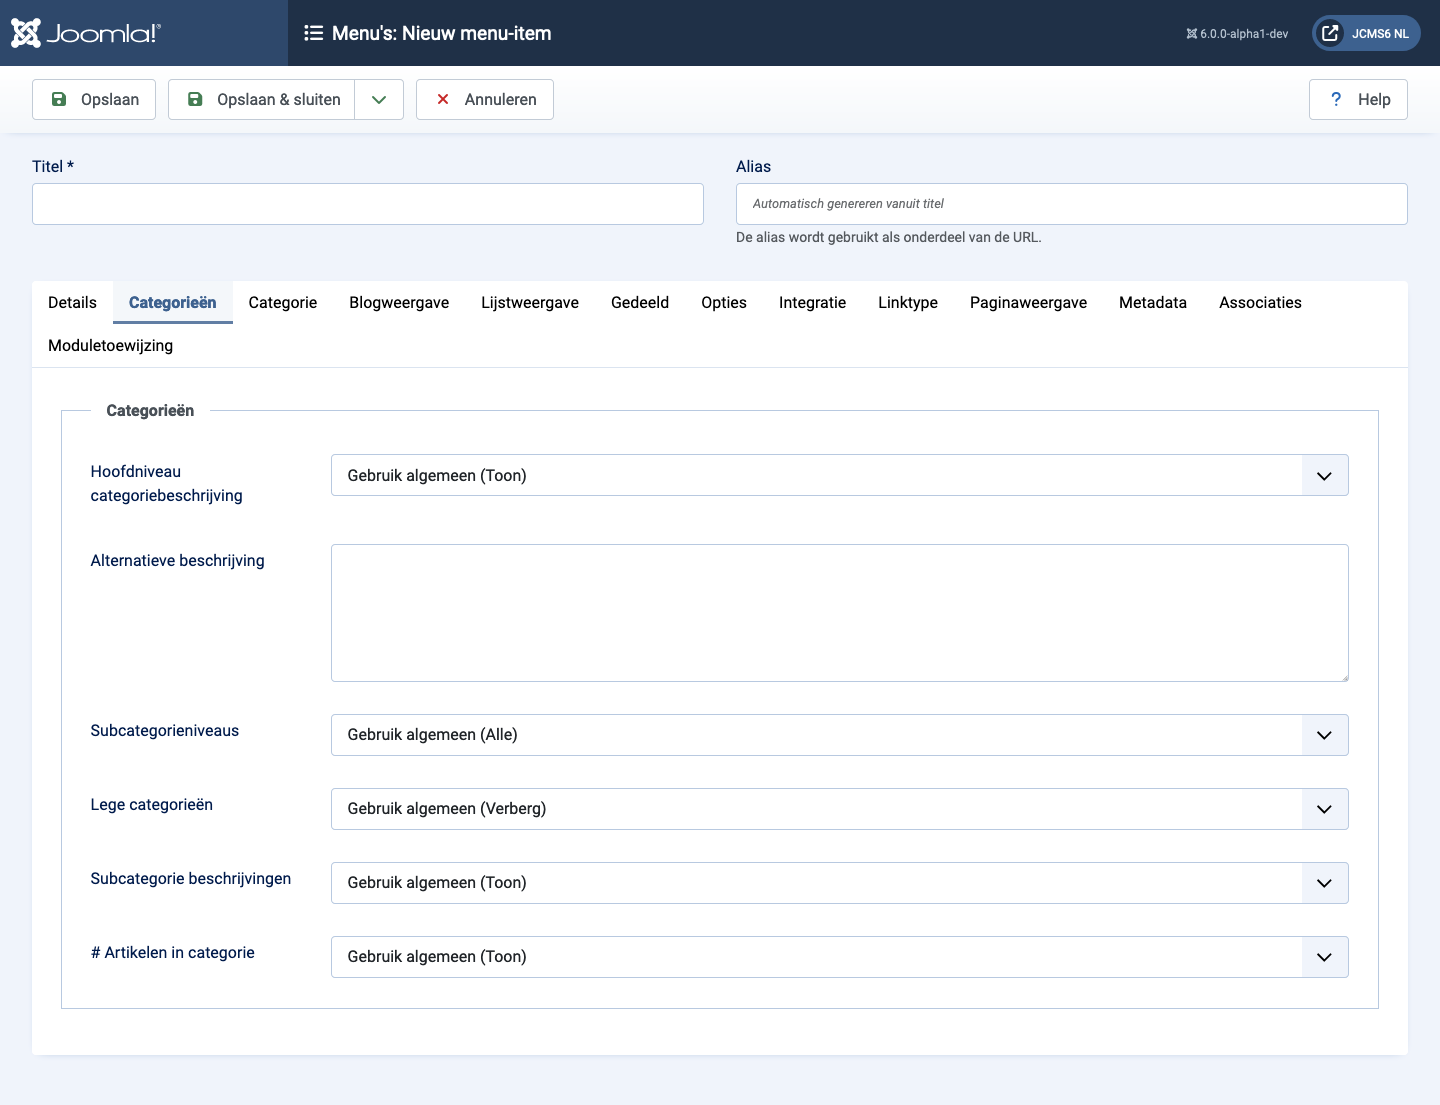 Joomla!®
Menu's: Nieuw menu-item
6.0.0-alpha1-dev
JCMS6 NL
Opslaan
Opslaan & sluiten
Annuleren
? Help
Titel *
Alias
Automatisch genereren vanuit titel
De alias wordt gebruikt als onderdeel van de URL.
Details Categorieën Categorie Blogweergave Lijstweergave Gedeeld Opties Integratie Linktype Paginaweergave Metadata Associaties
Moduletoewijzing
Categorieën
Hoofdniveau
categoriebeschrijving
Gebruik algemeen (Toon)
Alternatieve beschrijving
Subcategorieniveaus
Gebruik algemeen (Alle)
Lege categorieën
Gebruik algemeen (Verberg)
Subcategorie beschrijvingen
Gebruik algemeen (Toon)
# Artikelen in categorie
Gebruik algemeen (Toon)